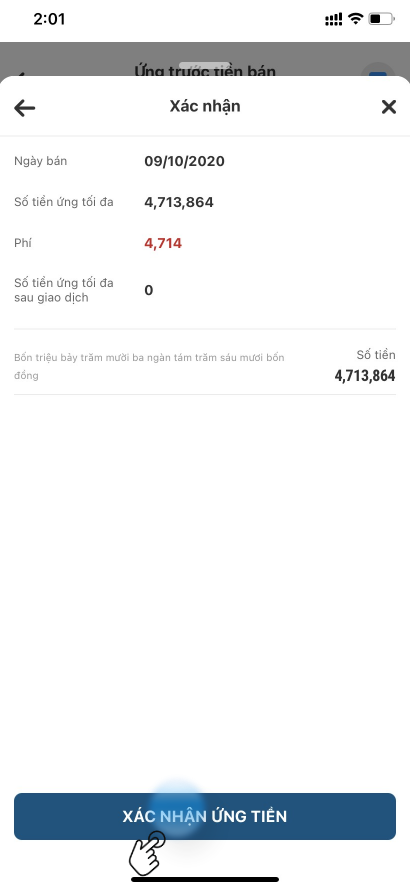 2:01
Ứng trước tiền bán
Xác nhận
Ngày bán 09/10/2020
Số tiền ứng tối đa 4,713,864
Phí 4,714
Số tiền ứng tối đa
sau giao dịch 0
Bốn triệu bảy trăm mười ba ngàn tám trăm sáu mươi bốn
đồng
Số tiền
4,713,864
XÁC NHẬN ỨNG TIỀN